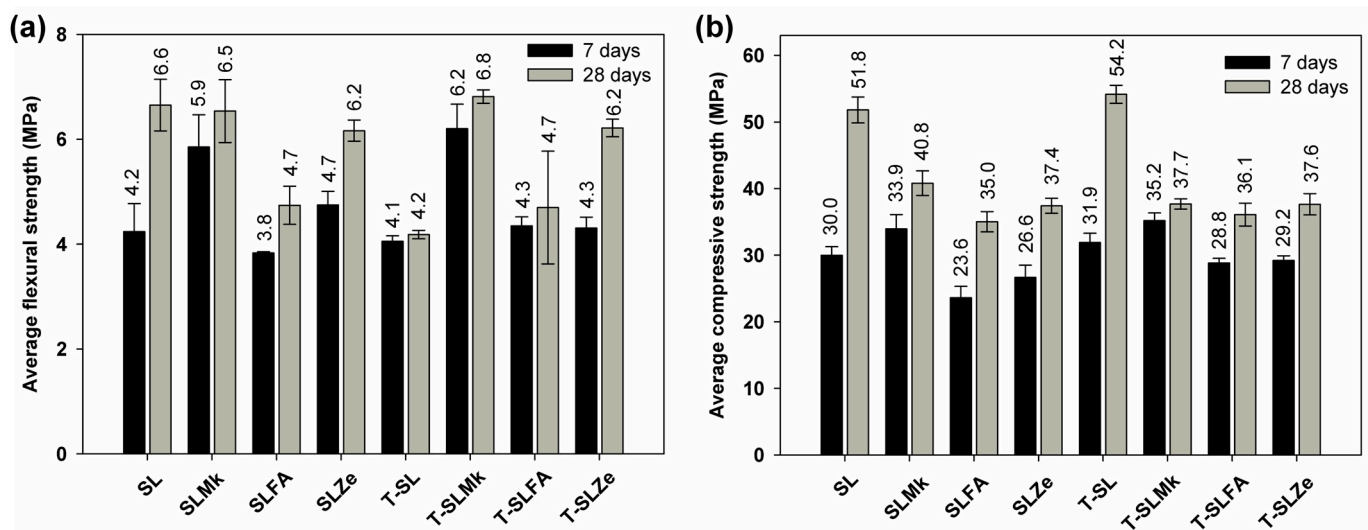 (a)
Average flexural strength (MPa)
8
6
4
2
0
7 days
28 days
4.2
6.6
5.9
6.5
3.8
4.7
4.7
6.2
4.1
4.2
6.2
6.8
4.3
4.7
4.3
6.2
SL
SLMk
SLFA
SLZe
T-SL
T-SLMk
T-SLFA
T-SLZe
(b)
Average compressive strength (MPa)
60
50
40
30
20
10
0
7 days
28 days
30.0
51.8
33.9
40.8
23.6
35.0
26.6
37.4
31.9
54.2
35.2
37.7
28.8
36.1
29.2
37.6
SL
SLMk
SLFA
SLZe
T-SL
T-SLMk
T-SLFA
T-SLZe